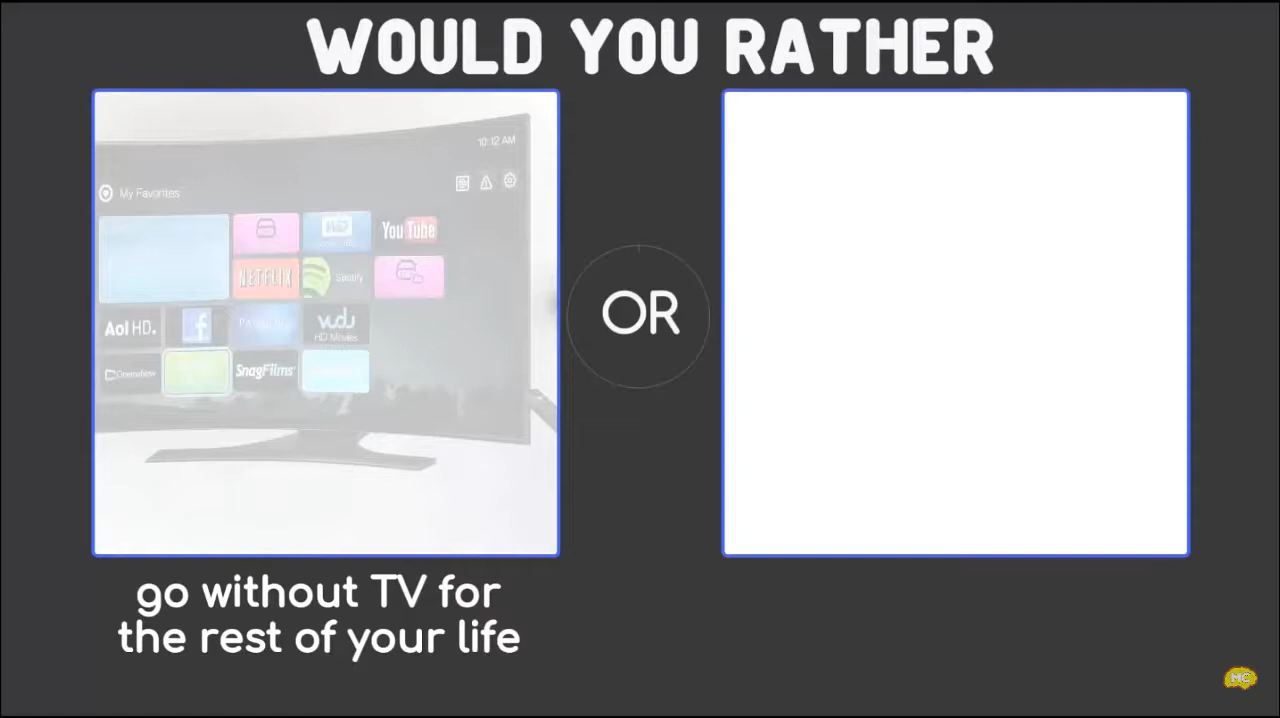 WOULD YOU RATHER
10:12 AM
My Favorites
YouTube
NETFLIX
Spotify
Aol HD.
f
vudu
HD Movies
SnagFilms
OR
go without TV for
the rest of your life
MC